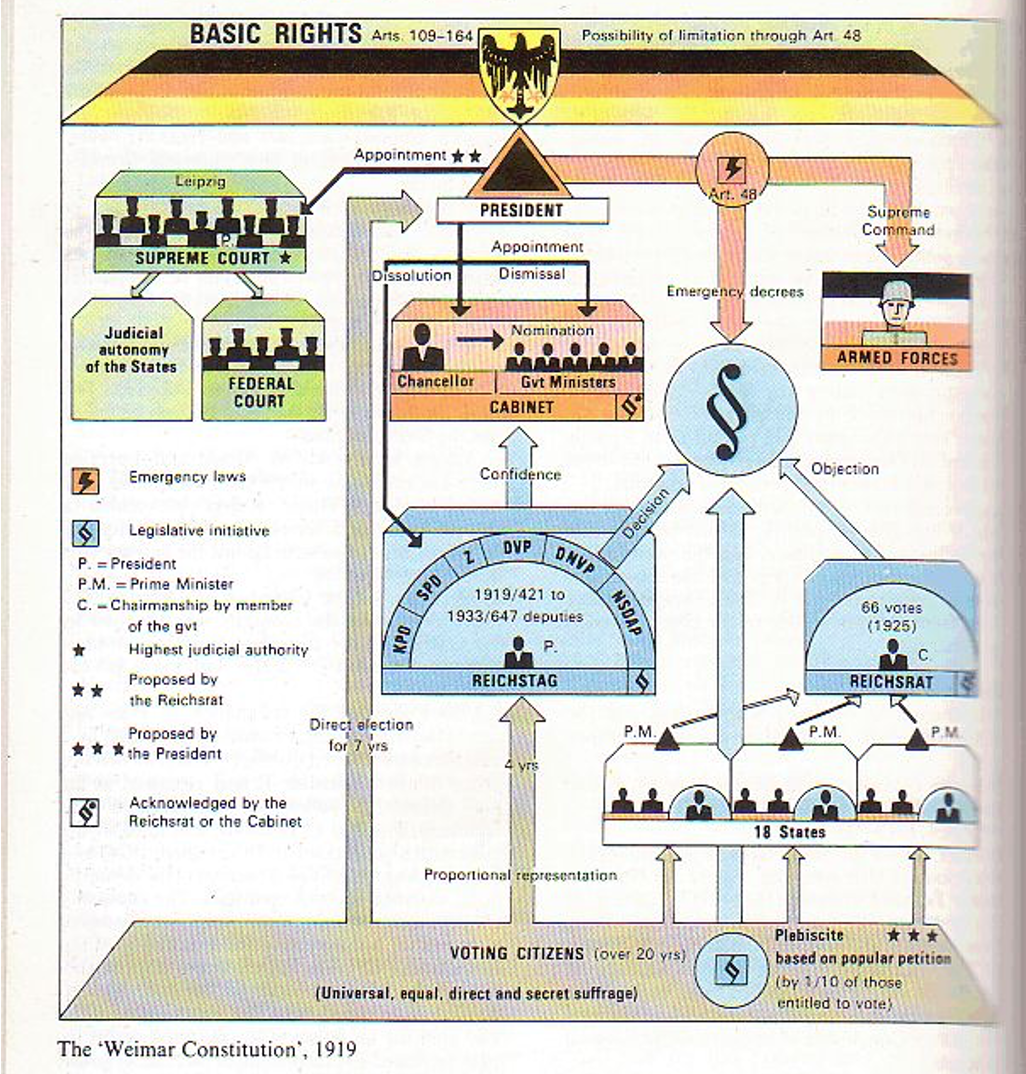 BASIC RIGHTS Arts. 109–164
Possibility of limitation through Art. 48
Appointment ★★
Leipzig
P.
SUPREME COURT ★
Judicial
autonomy
of the States
FEDERAL
COURT
PRESIDENT
Appointment
Dissolution
Dismissal
Nomination
Chancellor
Gvt Ministers
CABINET
§
Art. 48
Emergency decrees
Supreme
Command
ARMED FORCES
§
Confidence
Decision
Objection
Emergency laws
§
Legislative initiative
P. = President
P.M. = Prime Minister
C. = Chairmanship by member
of the gvt
★ Highest judicial authority
★★ Proposed by
the Reichsrat
★★★ Proposed by
the President
§
Acknowledged by the
Reichsrat or the Cabinet
KPD
SPD
Z
DVP
DNVP
NSDAP
1919/421 to
1933/647 deputies
P.
REICHSTAG
§
66 votes
(1925)
C
REICHSRAT
§
P.M.
P.M.
P.M.
18 States
Direct election
for 7 yrs
4 yrs
Proportional representation
VOTING CITIZENS (over 20 yrs)
(Universal, equal, direct and secret suffrage)
§
Plebiscite ★★★
based on popular petition
(by 1/10 of those
entitled to vote)
The ‘Weimar Constitution’, 1919